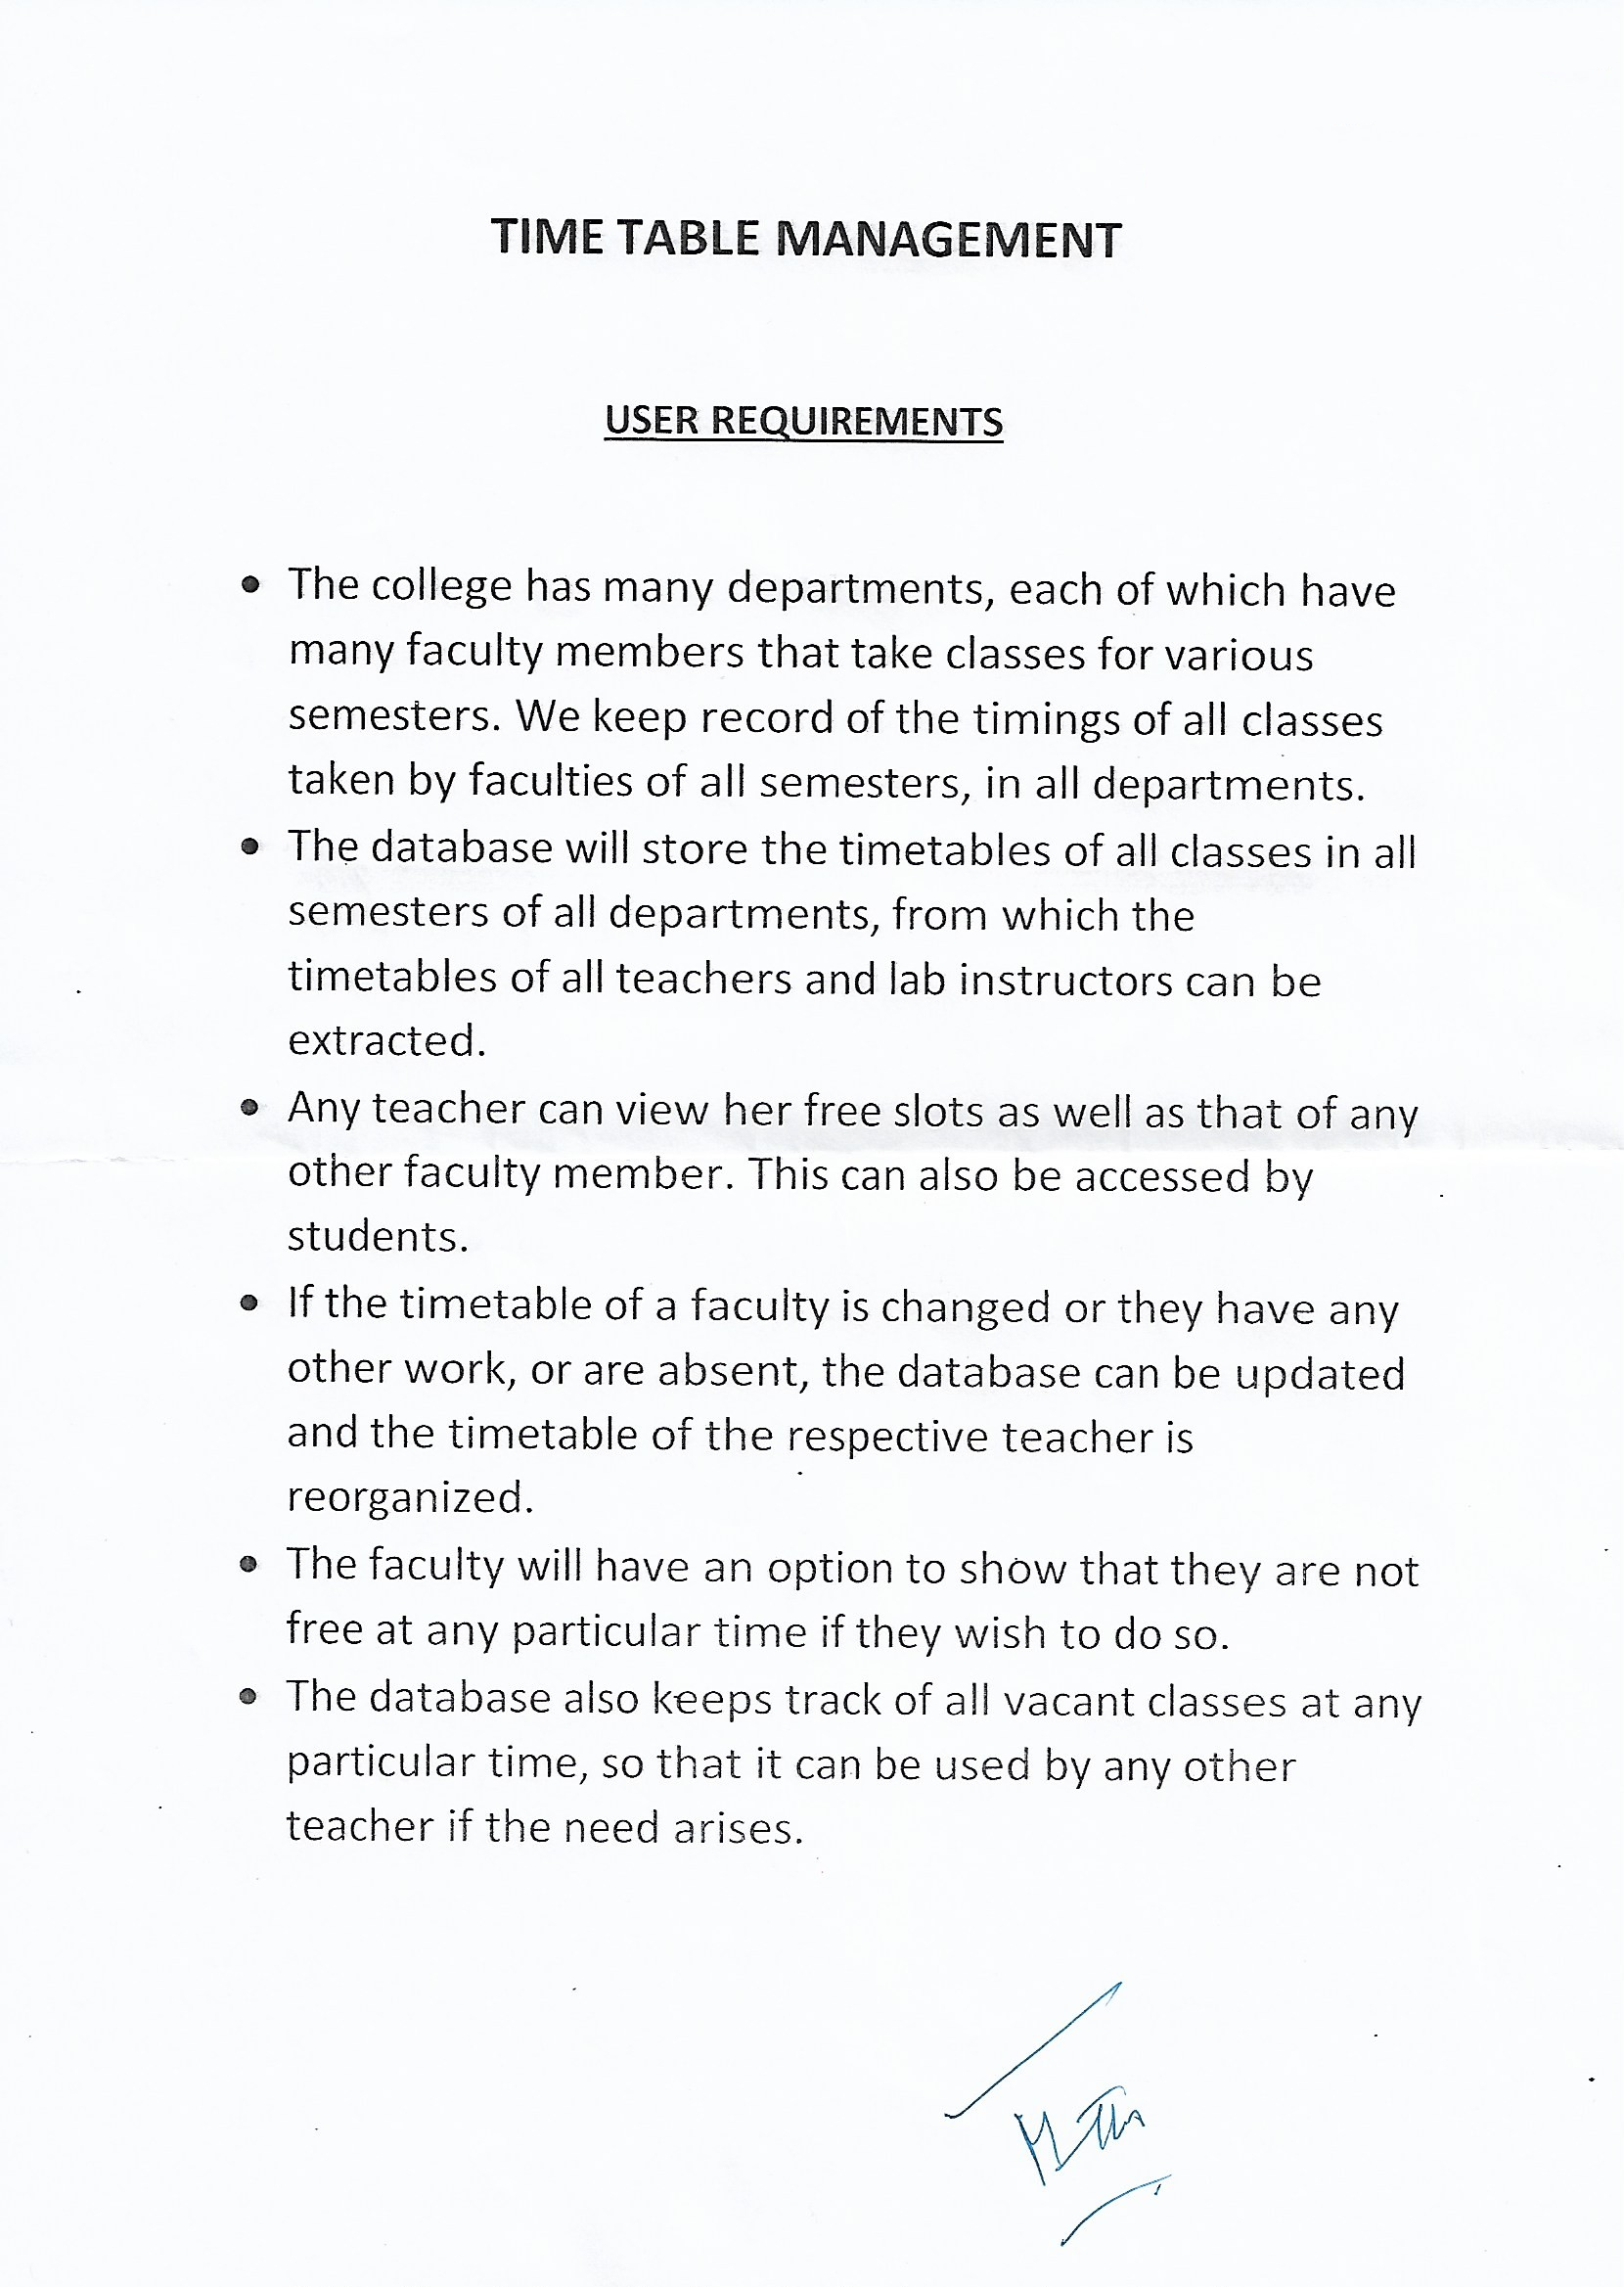 TIME TABLE MANAGEMENT
USER REQUIREMENTS
• The college has many departments, each of which have
many faculty members that take classes for various
semesters. We keep record of the timings of all classes
taken by faculties of all semesters, in all departments.
• The database will store the timetables of all classes in all
semesters of all departments, from which the
timetables of all teachers and lab instructors can be
extracted.
• Any teacher can view her free slots as well as that of any
other faculty member. This can also be accessed by
students.
• If the timetable of a faculty is changed or they have any
other work, or are absent, the database can be updated
and the timetable of the respective teacher is
reorganized.
• The faculty will have an option to show that they are not
free at any particular time if they wish to do so.
• The database also keeps track of all vacant classes at any
particular time, so that it can be used by any other
teacher if the need arises.